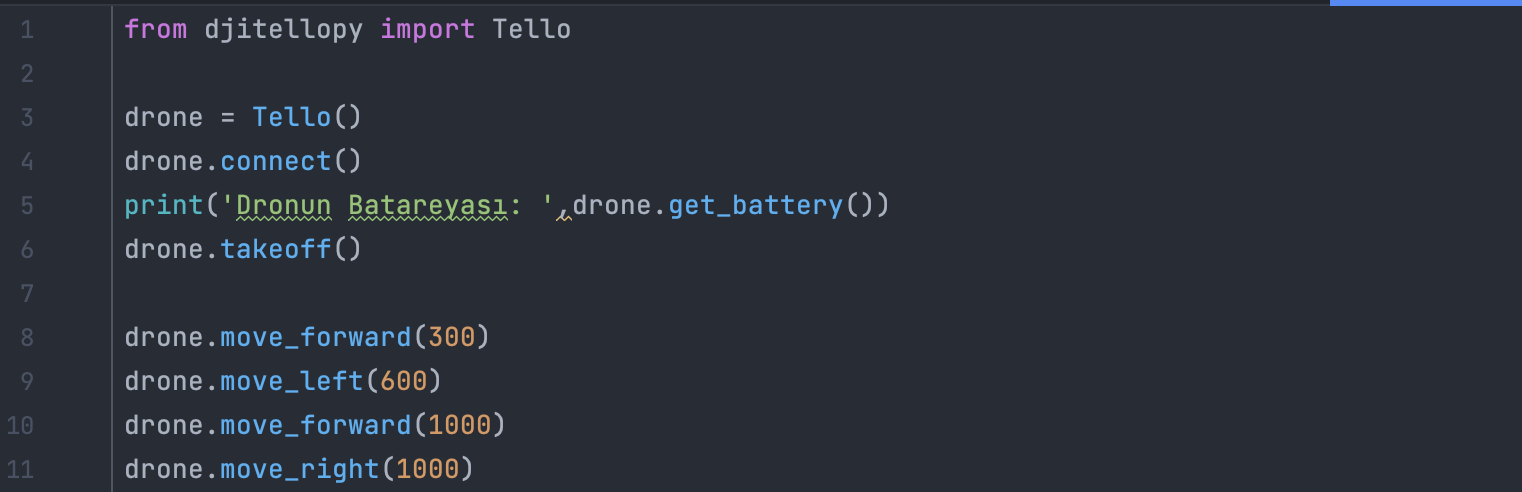 1 from djitellopy import Tello
2
3 drone = Tello()
4 drone.connect()
5 print('Dronun Batareyası: ',drone.get_battery())
6 drone.takeoff()
7
8 drone.move_forward(300)
9 drone.move_left(600)
10 drone.move_forward(1000)
11 drone.move_right(1000)